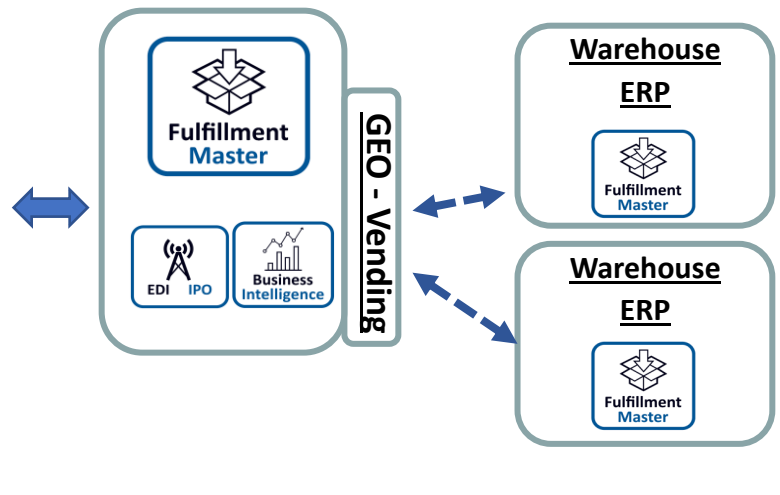 Fulfillment
Master
EDI IPO
Business
Intelligence
GEO - Vending
Warehouse
ERP
Fulfillment
Master
Warehouse
ERP
Fulfillment
Master